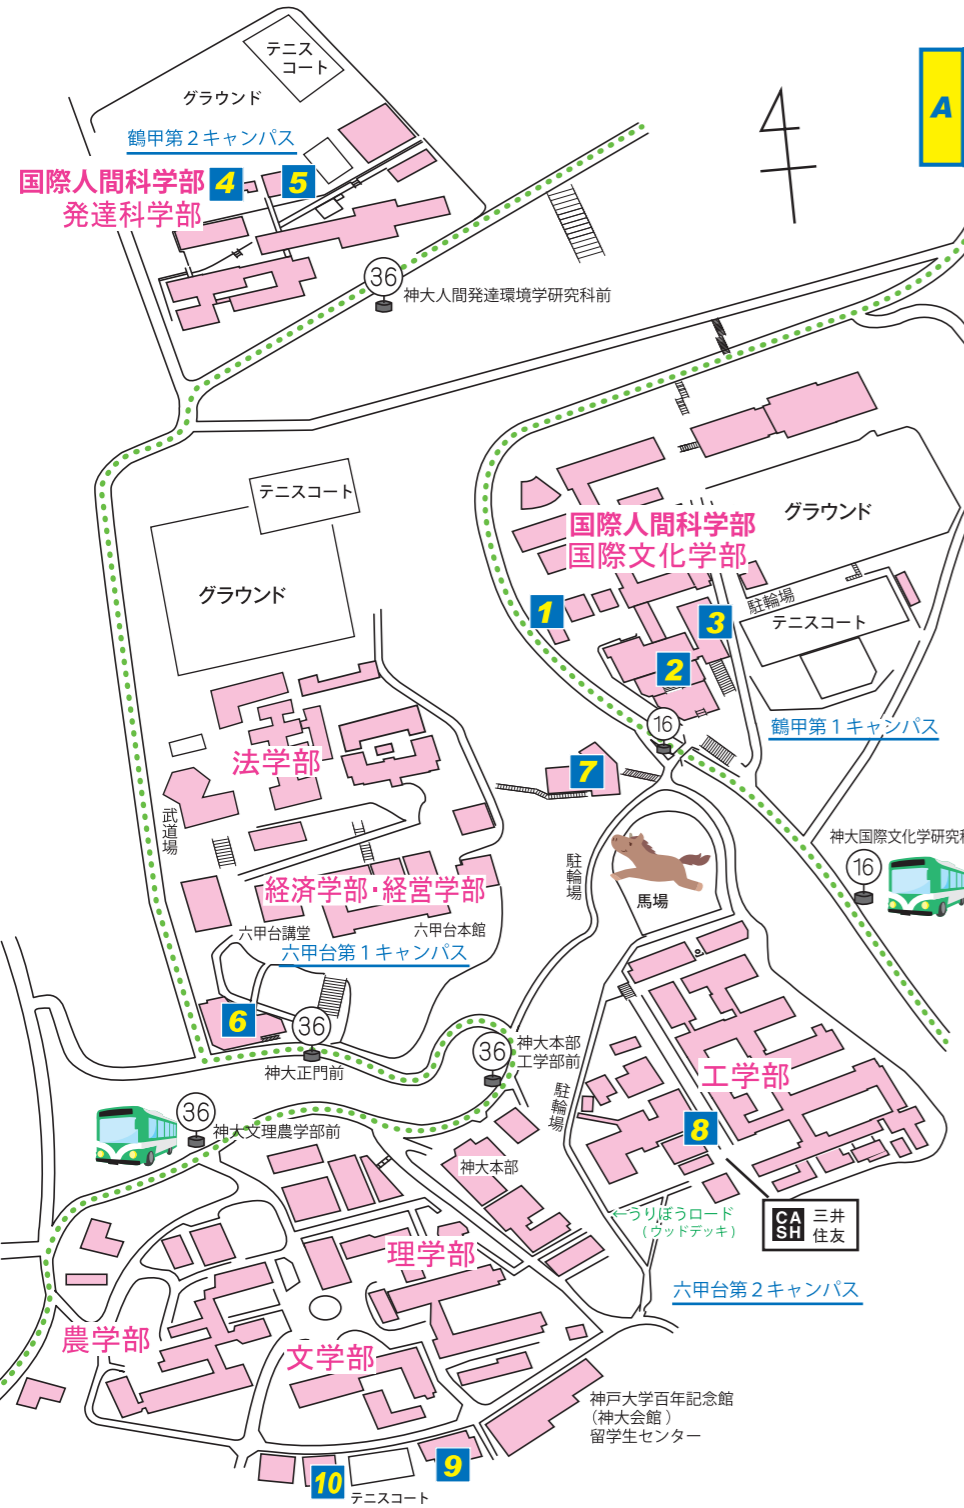 テニス
コート
グラウンド
A
鶴甲第２キャンパス
国際人間科学部
発達科学部
4
5
36
神大人間発達環境学研究科前
テニスコート
グラウンド
グラウンド
国際人間科学部
国際文化学部
駐輪場
テニスコート
1
3
2
16
鶴甲第１キャンパス
法学部
7
武道場
駐輪場
馬場
神大国際文化学研究科
16
経済学部・経営学部
六甲台講堂
六甲台本館
六甲台第１キャンパス
6
36
神大正門前
36
神大本部
工学部前
駐輪場
工学部
8
36
神大文理農学部前
神大本部
←うりぼうロード
（ウッドデッキ）
CA
SH
三井
住友
理学部
六甲台第２キャンパス
農学部
文学部
神戸大学百年記念館
（神大会館）
留学生センター
9
10
テニスコート